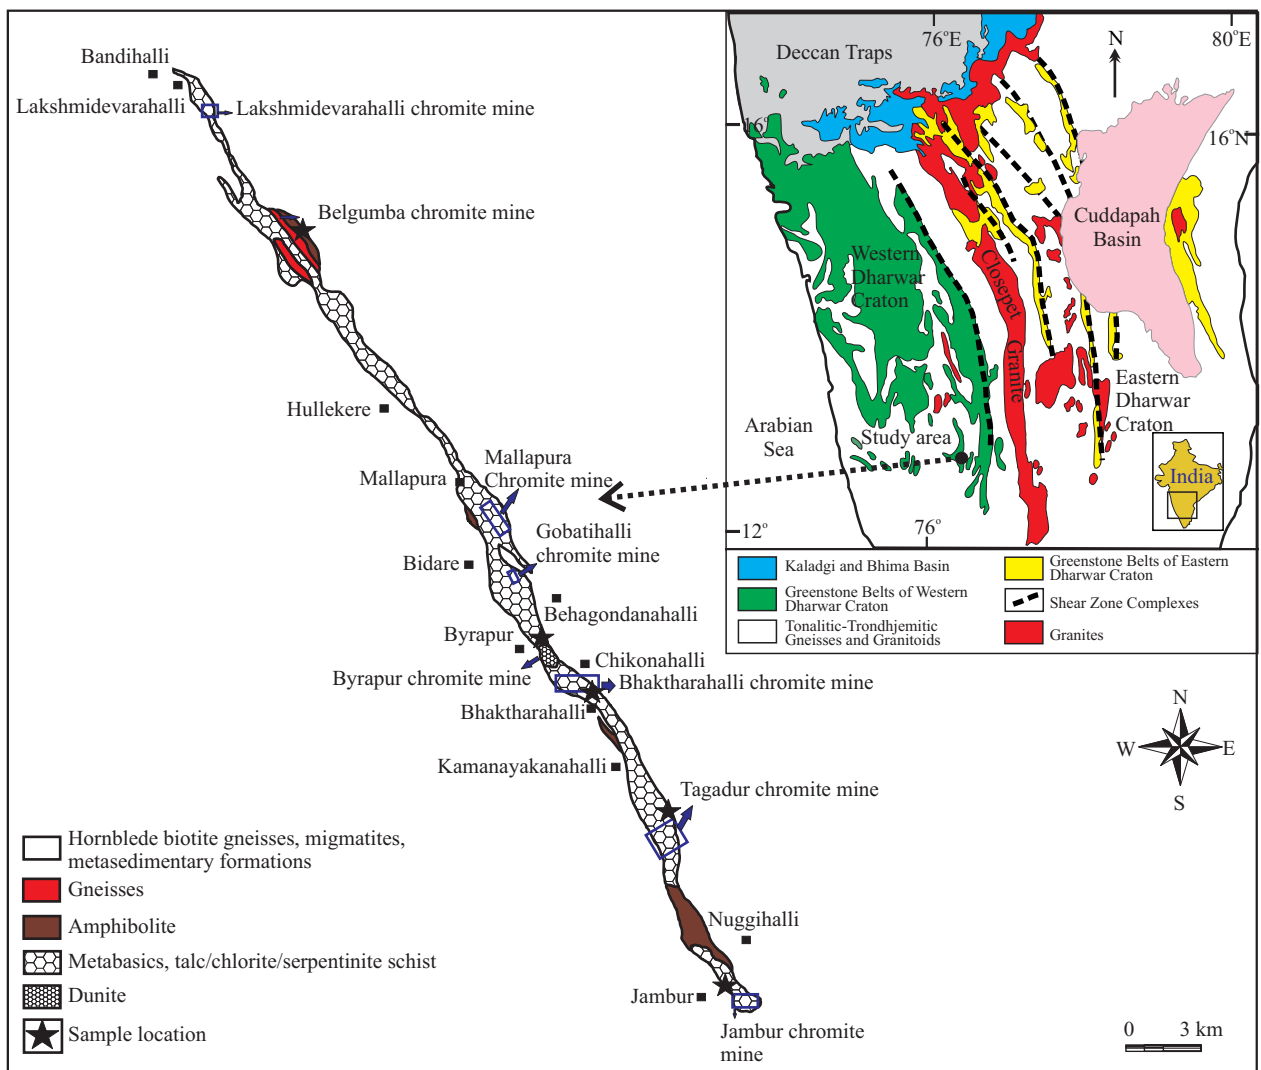 Bandihalli
Lakshmidevarahalli
Lakshmidevarahalli chromite mine
Belgumba chromite mine
Hullekere
Mallapura
Mallapura
Chromite mine
Gobatihalli
chromite mine
Bidare
Behagondanahalli
Byrapur
Chikonahalli
Byrapur chromite mine
Bhaktharahalli chromite mine
Bhaktharahalli
Kamanayakanahalli
Tagadur chromite mine
Nuggihalli
Jambur
Jambur chromite
mine
Hornblede biotite gneisses, migmatites,
metasedimentary formations
Gneisses
Amphibolite
Metabasics, talc/chlorite/serpentinite schist
Dunite
Sample location
Deccan Traps
76°E
N
80°E
16°
16°N
Cuddapah
Basin
Western
Dharwar
Craton
Closepet Granite
Eastern
Dharwar
Craton
Arabian
Sea
Study area
India
12°
76°
Kaladgi and Bhima Basin
Greenstone Belts of Western
Dharwar Craton
Tonalitic-Trondhjemitic
Gneisses and Granitoids
Greenstone Belts of Eastern
Dharwar Craton
Shear Zone Complexes
Granites
N
W
E
S
0 3 km